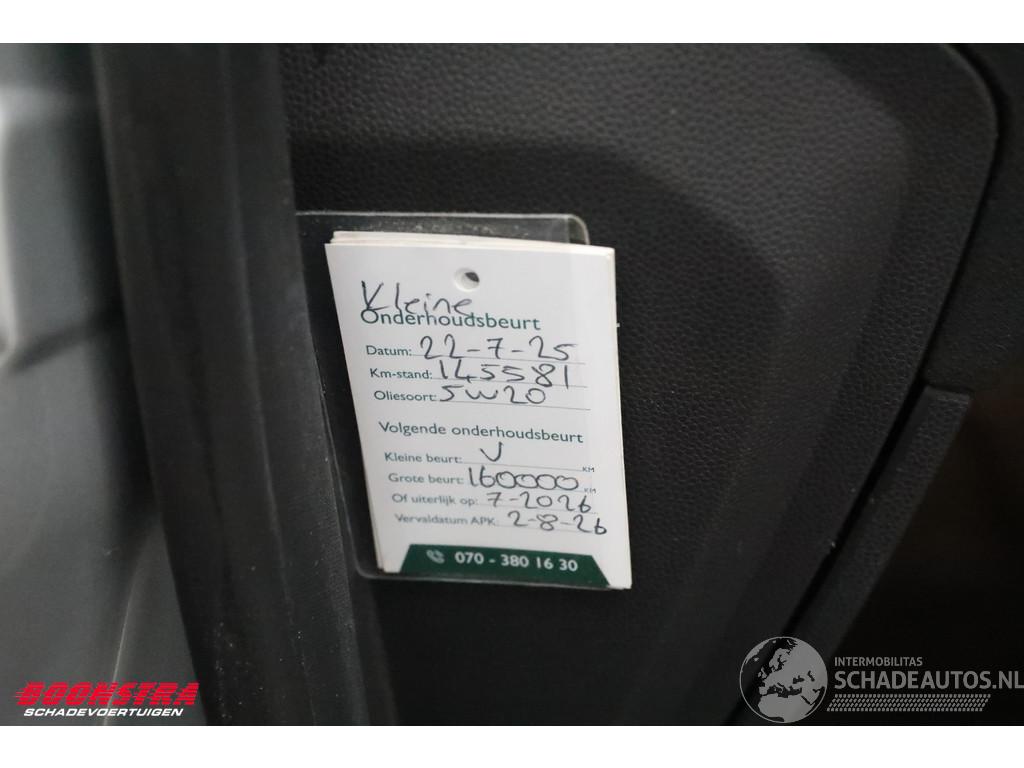 Kleine
Onderhoudsbeurt
Datum: 22-7-25
Km-stand: 145581
Oliesoort: 5W20
Volgende onderhoudsbeurt
Kleine beurt: V KM
Grote beurt: 160000 KM
Of uiterlijk op: 7-2026
Vervaldatum APK: 2-8-26
070 - 380 16 30
BOONSTRA
SCHADEVOERTUIGEN
INTERMOBILITAS
SCHADEAUTOS.NL